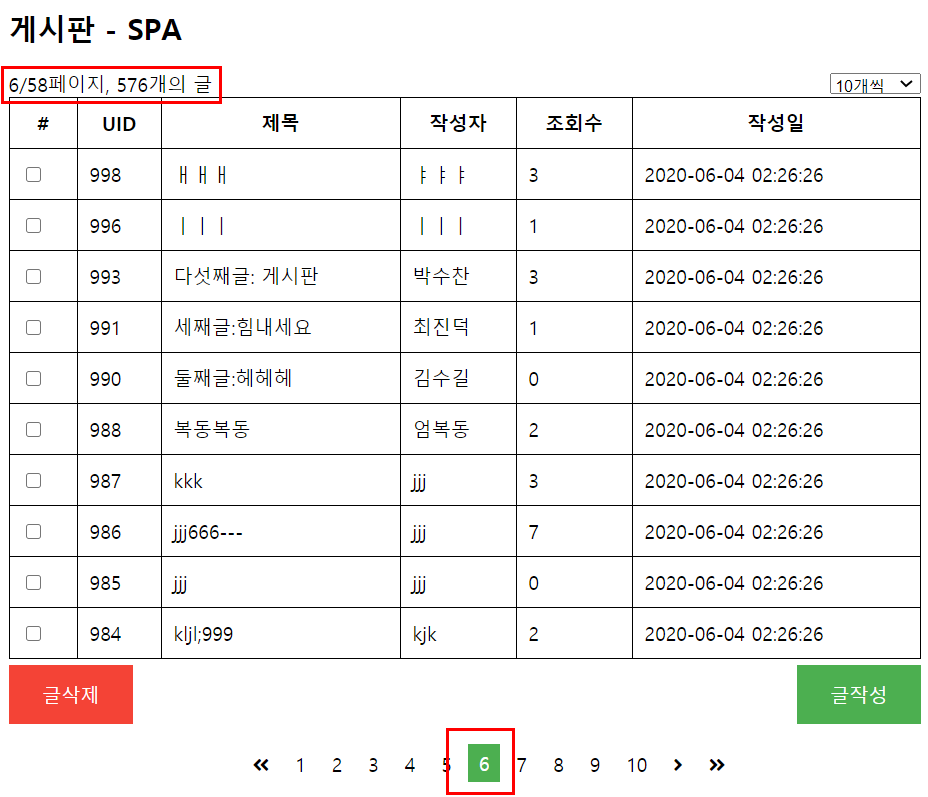 게시판 - SPA
6/58페이지, 576개의 글 10개씩
# UID 제목 작성자 조회수 작성일
998 ㅐㅐㅐ ㅑㅑㅑ 3 2020-06-04 02:26:26
996 ㅣㅣㅣ ㅣㅣㅣ 1 2020-06-04 02:26:26
993 다섯째글: 게시판 박수찬 3 2020-06-04 02:26:26
991 세째글:힘내세요 최진덕 1 2020-06-04 02:26:26
990 둘째글:헤헤헤 김수길 0 2020-06-04 02:26:26
988 복동복동 엄복동 2 2020-06-04 02:26:26
987 kkk jjj 3 2020-06-04 02:26:26
986 jjj666--- jjj 7 2020-06-04 02:26:26
985 jjj jjj 0 2020-06-04 02:26:26
984 kljl;999 kjk 2 2020-06-04 02:26:26
글삭제 글작성
« 1 2 3 4 5 6 7 8 9 10 › »